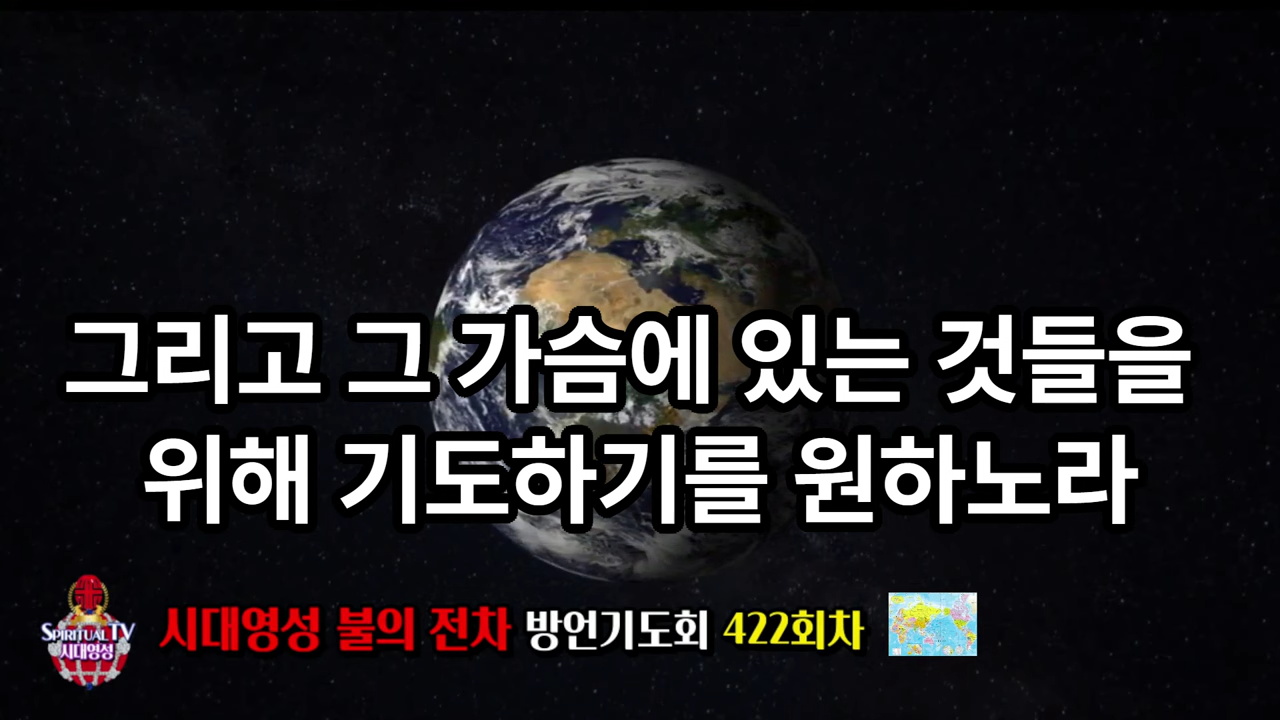 그리고 그 가슴에 있는 것들을
위해 기도하기를 원하노라
SPIRITUAL TV
시대영성
시대영성 불의 전차 방언기도회 422회차